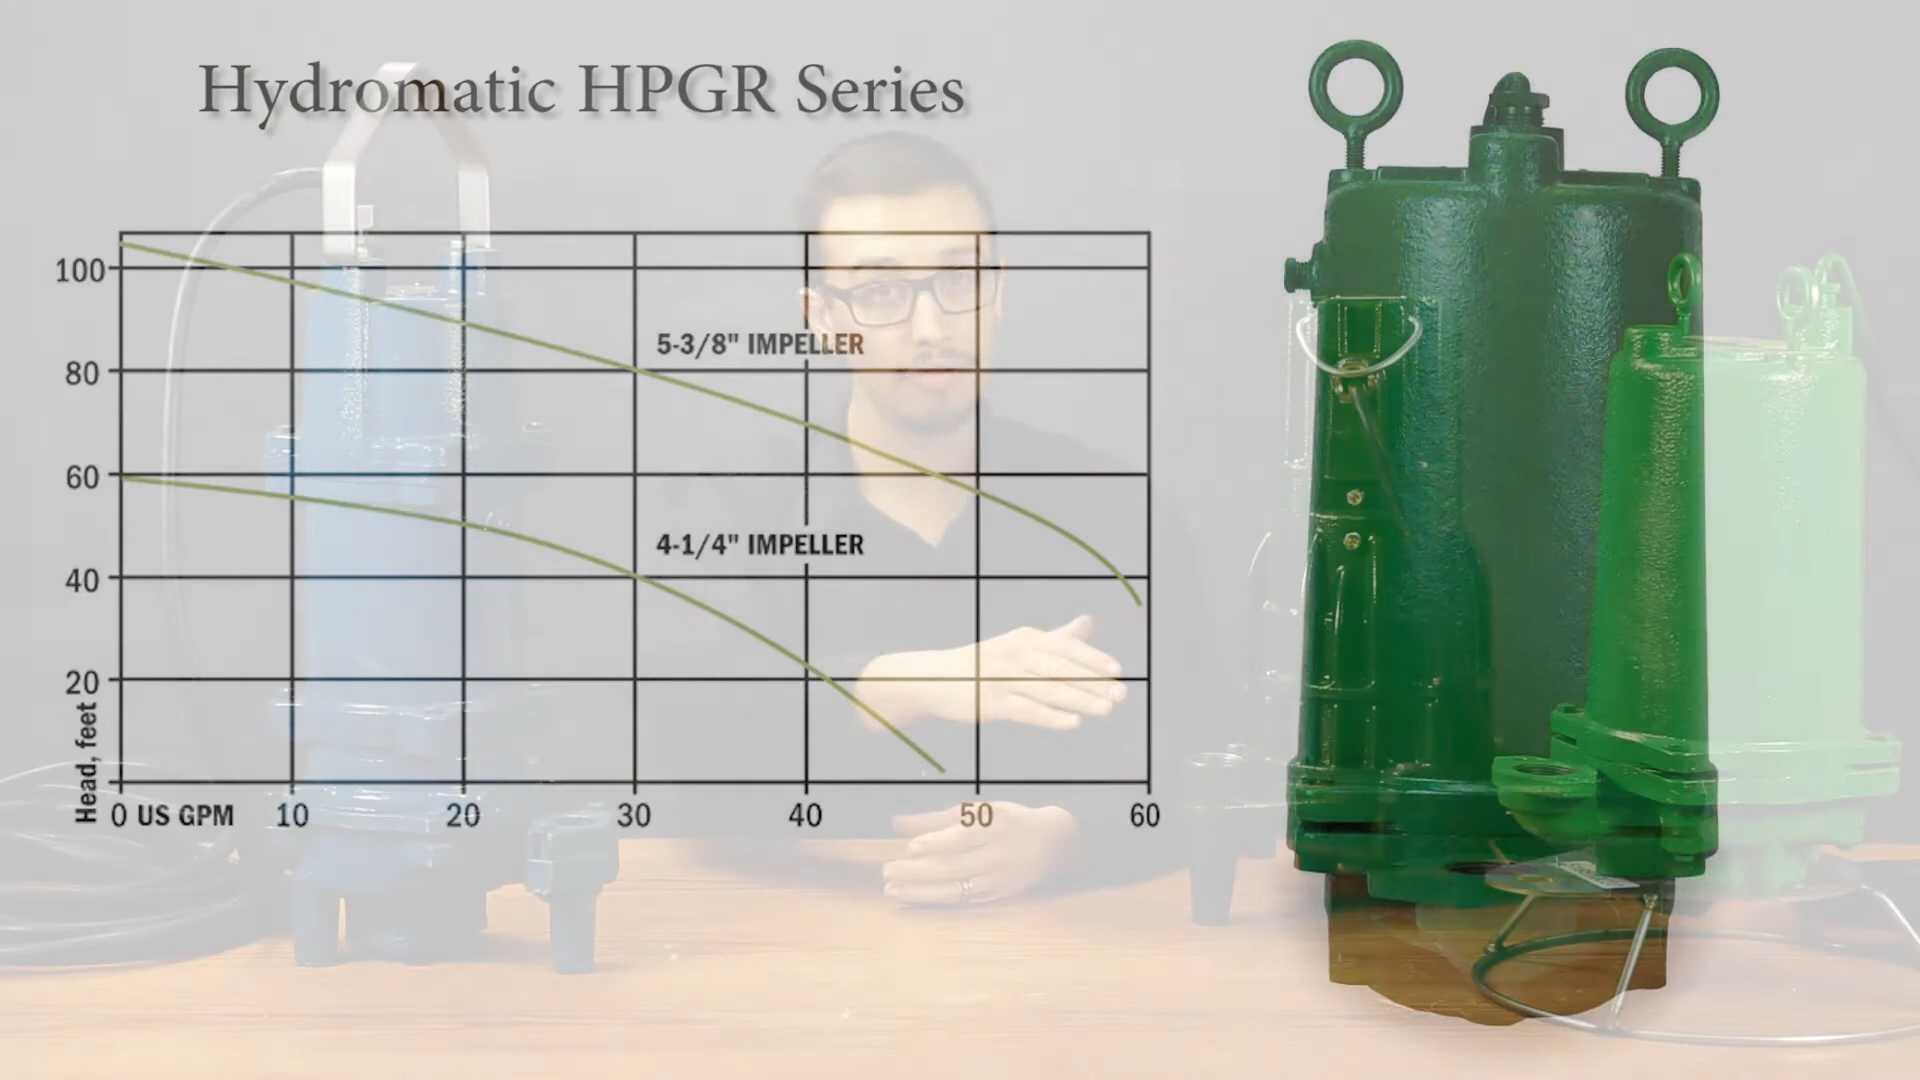 Hydromatic HPGR Series
100
80
60
40
20
5-3/8" IMPELLER
4-1/4" IMPELLER
Head, feet
0 US GPM 10 20 30 40 50 60